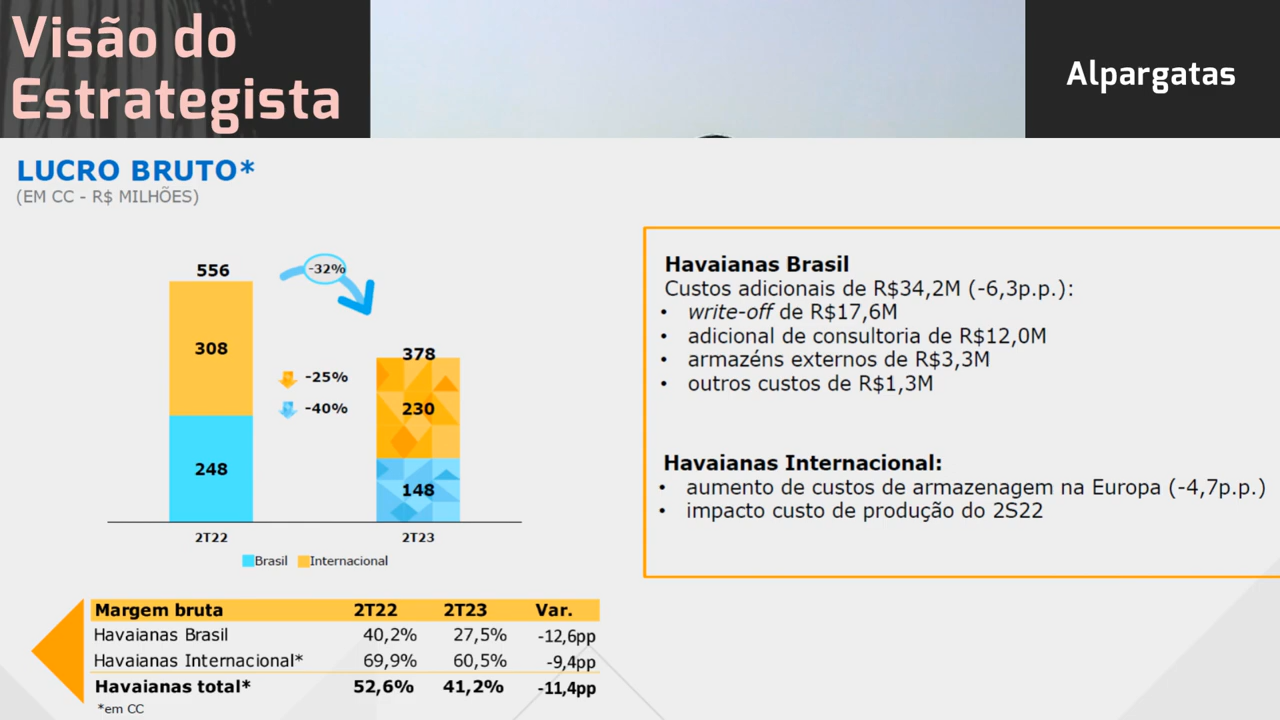 Visão do
Estrategista
Alpargatas
LUCRO BRUTO*
(EM CC - R$ MILHÕES)
556
-32%
308
378
-25%
230
-40%
248
148
2T22
2T23
Brasil
Internacional
Havaianas Brasil
Custos adicionais de R$34,2M (-6,3p.p.):
• write-off de R$17,6M
• adicional de consultoria de R$12,0M
• armazéns externos de R$3,3M
• outros custos de R$1,3M
Havaianas Internacional:
• aumento de custos de armazenagem na Europa (-4,7p.p.)
• impacto custo de produção do 2S22
Margem bruta 2T22 2T23 Var.
Havaianas Brasil 40,2% 27,5% -12,6pp
Havaianas Internacional* 69,9% 60,5% -9,4pp
Havaianas total* 52,6% 41,2% -11,4pp
*em CC